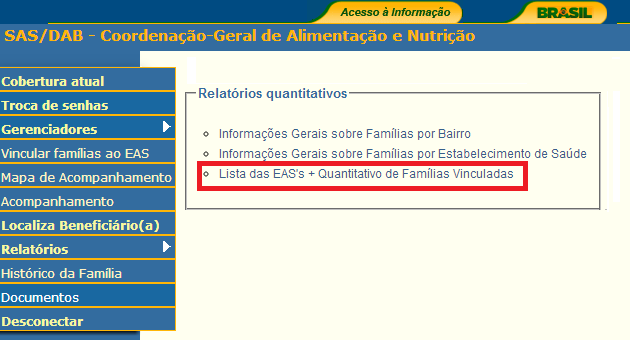 Acesso à Informação
BRASIL
SAS/DAB - Coordenação-Geral de Alimentação e Nutrição
Cobertura atual
Troca de senhas
Gerenciadores
Vincular famílias ao EAS
Mapa de Acompanhamento
Acompanhamento
Localiza Beneficiário(a)
Relatórios
Histórico da Família
Documentos
Desconectar
Relatórios quantitativos
Informações Gerais sobre Famílias por Bairro
Informações Gerais sobre Famílias por Estabelecimento de Saúde
Lista das EAS's + Quantitativo de Famílias Vinculadas